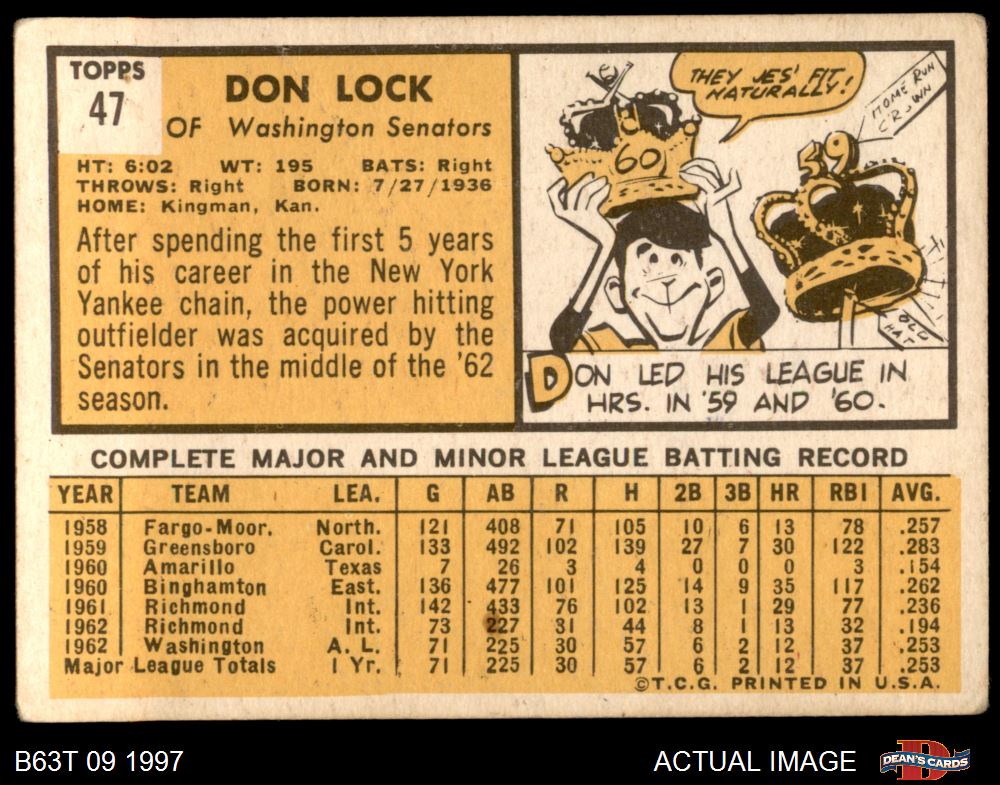 TOPPS
47
DON LOCK
OF Washington Senators
HT: 6:02 WT: 195 BATS: Right
THROWS: Right BORN: 7/27/1936
HOME: Kingman, Kan.
After spending the first 5 years
of his career in the New York
Yankee chain, the power hitting
outfielder was acquired by the
Senators in the middle of the '62
season.
THEY JES' FIT
NATURALLY!
HOME RUN
CROWN
60
59
OLD
HAT
DON LED HIS LEAGUE IN
HRS. IN '59 AND '60.
COMPLETE MAJOR AND MINOR LEAGUE BATTING RECORD
YEAR TEAM LEA. G AB R H 2B 3B HR RBI AVG.
1958 Fargo-Moor. North. 121 408 71 105 10 6 13 78 .257
1959 Greensboro Carol. 133 492 102 139 27 7 30 122 .283
1960 Amarillo Texas 7 26 3 4 0 0 0 3 .154
1960 Binghamton East. 136 477 101 125 14 9 35 117 .262
1961 Richmond Int. 142 433 76 102 13 1 29 77 .236
1962 Richmond Int. 73 227 31 44 8 1 13 32 .194
1962 Washington A. L. 71 225 30 57 6 2 12 37 .253
Major League Totals 1 Yr. 71 225 30 57 6 2 12 37 .253
©T.C.G. PRINTED IN U.S.A.
B63T 09 1997
ACTUAL IMAGE
D
DEAN'S CARDS